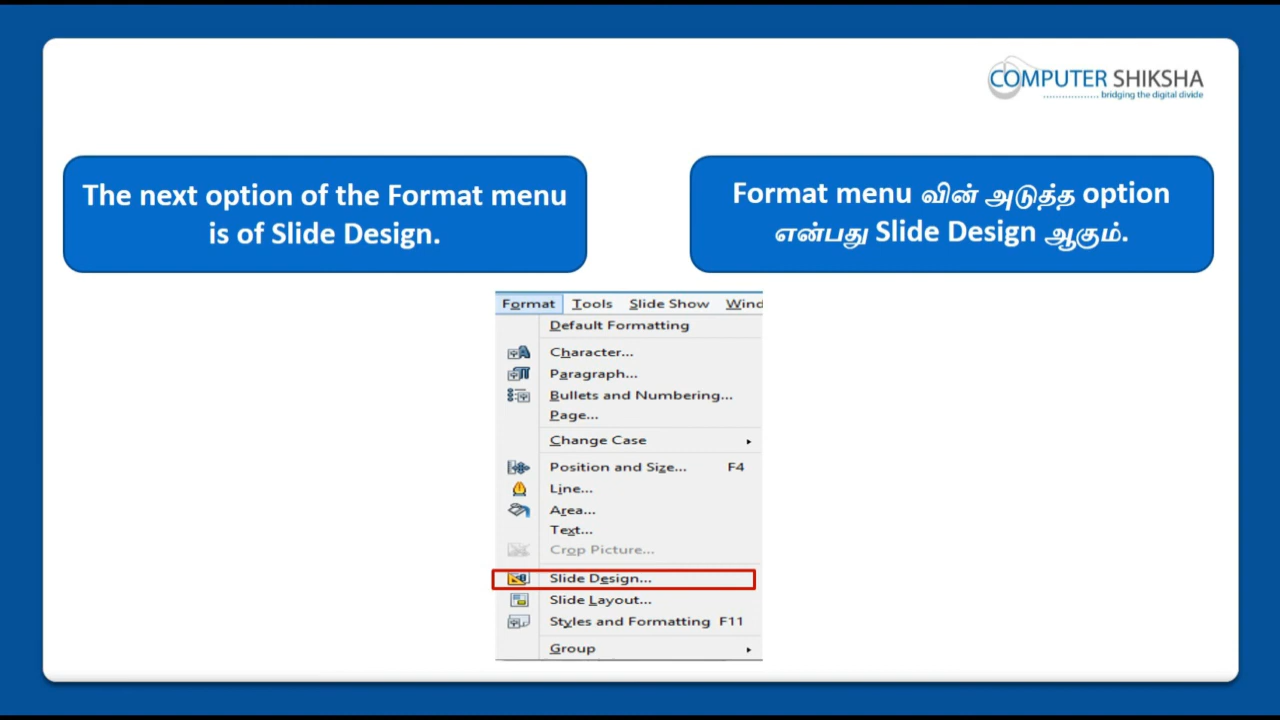 COMPUTER SHIKSHA
bridging the digital divide
The next option of the Format menu
is of Slide Design.
Format menu வின் அடுத்த option
என்பது Slide Design ஆகும்.
Format Tools Slide Show Wind
Default Formatting
Character...
Paragraph...
Bullets and Numbering...
Page...
Change Case
Position and Size... F4
Line...
Area...
Text...
Crop Picture...
Slide Design...
Slide Layout...
Styles and Formatting F11
Group